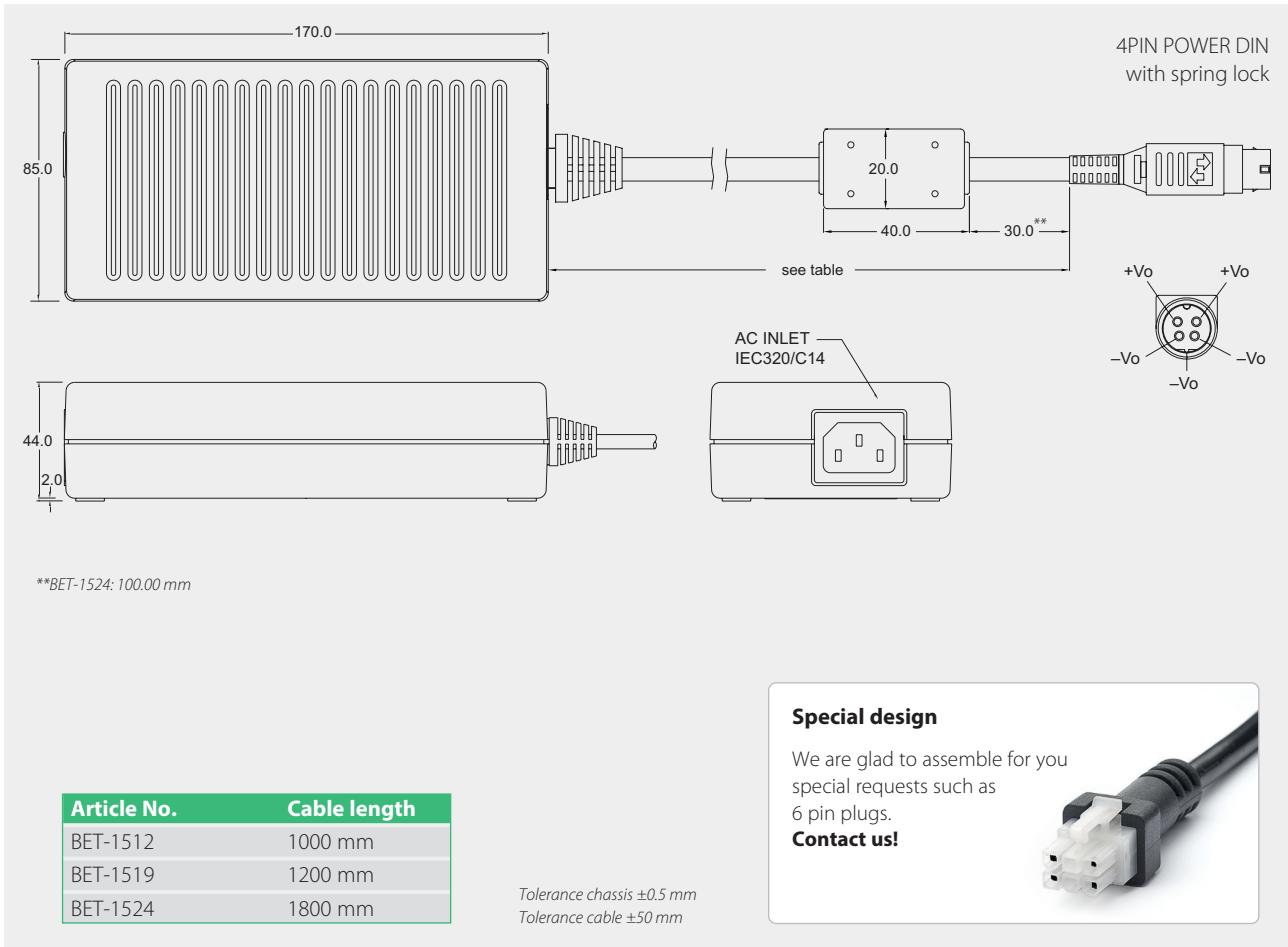 170.0
4PIN POWER DIN
with spring lock
85.0
20.0
40.0
30.0**
see table
+Vo
+Vo
–Vo
–Vo
–Vo
AC INLET
IEC320/C14
44.0
2.0
**BET-1524: 100.00 mm
Special design
We are glad to assemble for you
special requests such as
6 pin plugs.
Contact us!
Article No. Cable length
BET-1512 1000 mm
BET-1519 1200 mm
BET-1524 1800 mm
Tolerance chassis ±0.5 mm
Tolerance cable ±50 mm